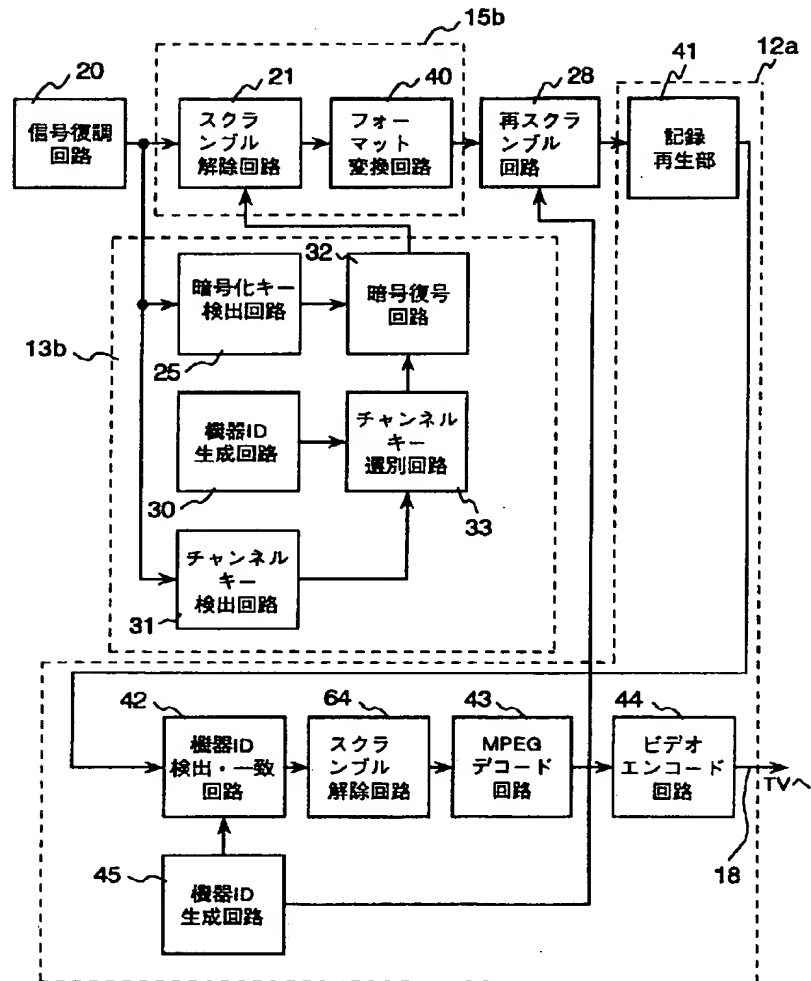 15b
12a
20
21
40
28
41
信号復調
回路
スクラ
ンブル
解除回路
フォー
マット
変換回路
再スクラ
ンブル
回路
記録
再生部
32
暗号化キー
検出回路
暗号復号
回路
13b
25
機器ID
生成回路
チャンネル
キー
選別回路
30
33
チャンネル
キー
検出回路
31
42
64
43
44
機器ID
検出・一致
回路
スクラ
ンブル
解除回路
MPEG
デコード
回路
ビデオ
エンコード
回路
TVへ
18
45
機器ID
生成回路